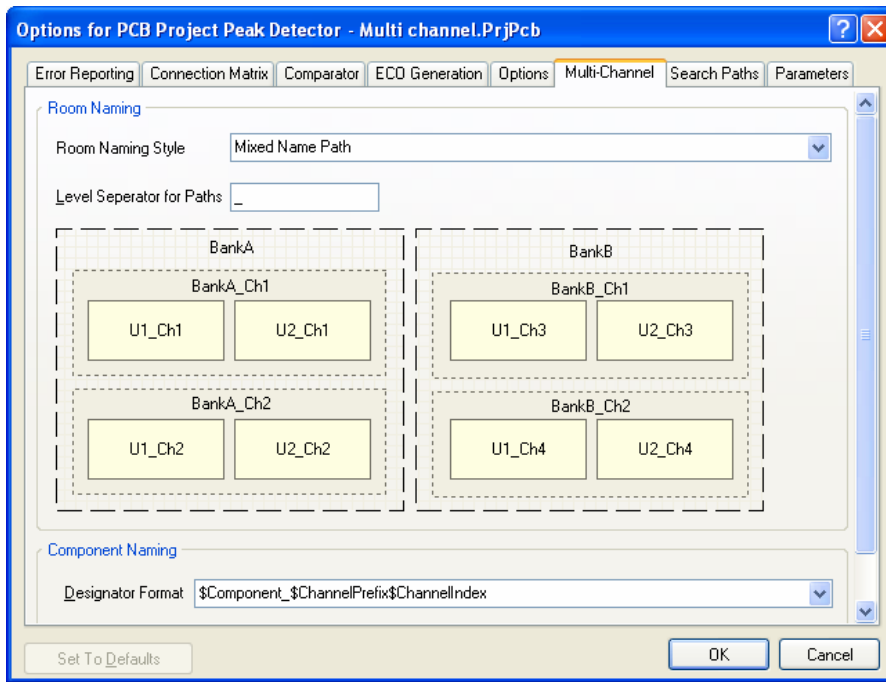 Options for PCB Project Peak Detector - Multi channel.PrjPcb
Error Reporting Connection Matrix Comparator ECO Generation Options Multi-Channel Search Paths Parameters
Room Naming
Room Naming Style Mixed Name Path
Level Seperator for Paths _
BankA BankB
BankA_Ch1 BankB_Ch1
U1_Ch1 U2_Ch1 U1_Ch3 U2_Ch3
BankA_Ch2 BankB_Ch2
U1_Ch2 U2_Ch2 U1_Ch4 U2_Ch4
Component Naming
Designator Format $Component_$ChannelPrefix$ChannelIndex
Set To Defaults OK Cancel